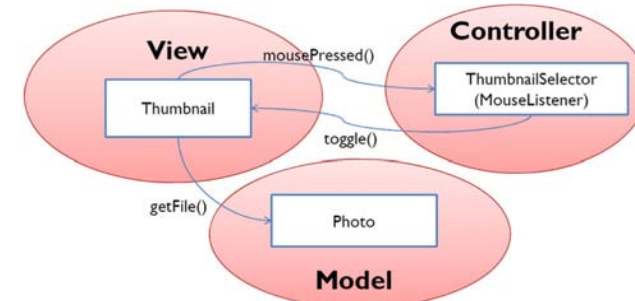 View
Controller
mousePressed()
ThumbnailSelector
(MouseListener)
Thumbnail
toggle()
getFile()
Photo
Model